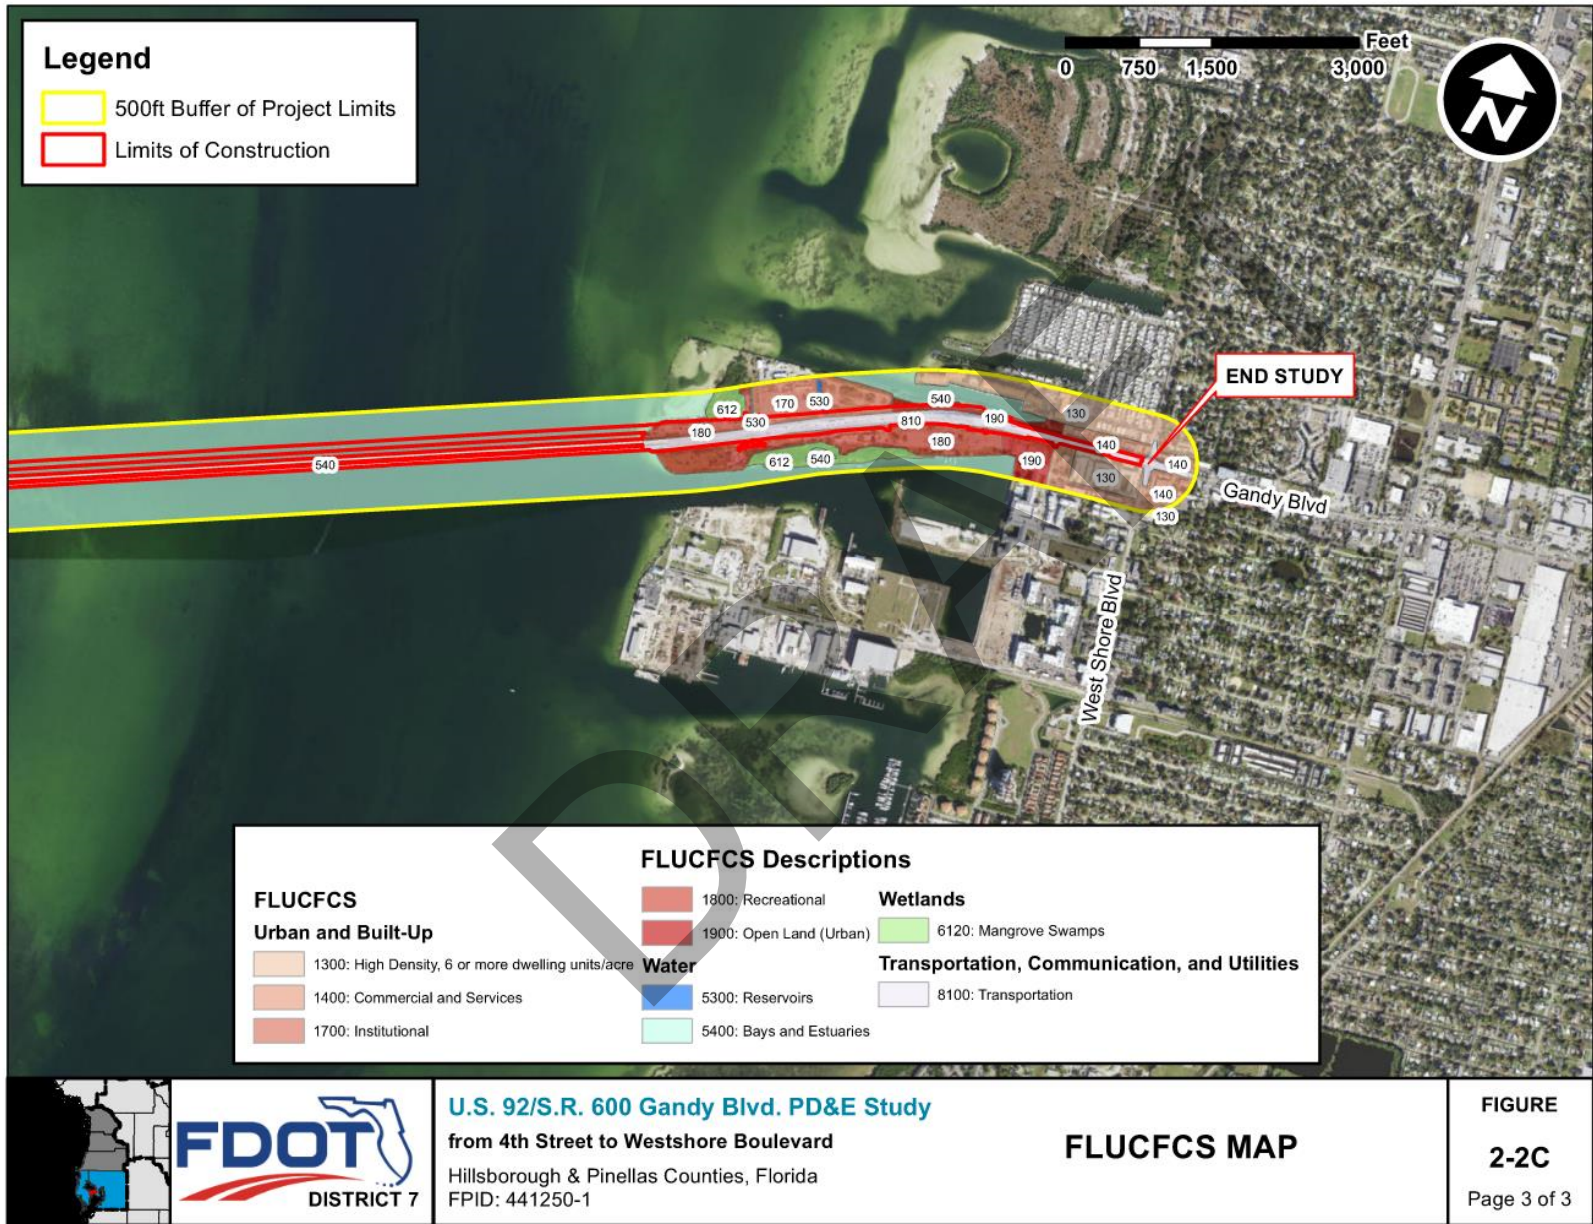 Legend
500ft Buffer of Project Limits
Limits of Construction
Feet
0 750 1,500 3,000
N
END STUDY
612
170
530
540
180
530
810
190
130
140
540
612
540
180
190
130
140
140
130
Gandy Blvd
West Shore Blvd
DRAFT
FLUCFCS Descriptions
FLUCFCS
Urban and Built-Up
1300: High Density, 6 or more dwelling units/acre
1400: Commercial and Services
1700: Institutional
1800: Recreational
1900: Open Land (Urban)
Water
5300: Reservoirs
5400: Bays and Estuaries
Wetlands
6120: Mangrove Swamps
Transportation, Communication, and Utilities
8100: Transportation
FDOT
DISTRICT 7
U.S. 92/S.R. 600 Gandy Blvd. PD&E Study
from 4th Street to Westshore Boulevard
Hillsborough & Pinellas Counties, Florida
FPID: 441250-1
FLUCFCS MAP
FIGURE
2-2C
Page 3 of 3